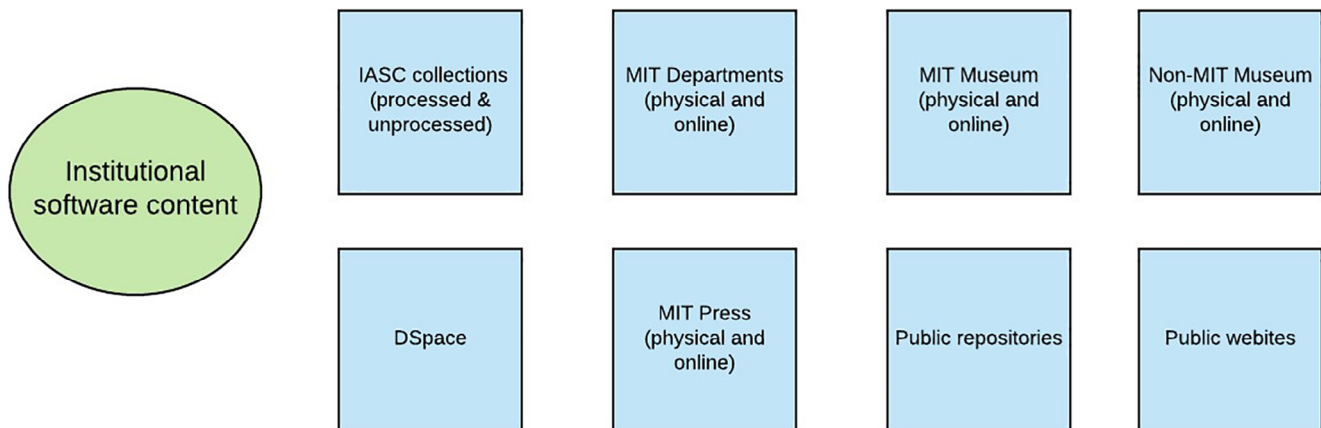 Institutional
software content
IASC collections
(processed &
unprocessed)
MIT Departments
(physical and
online)
MIT Museum
(physical and
online)
Non-MIT Museum
(physical and
online)
DSpace
MIT Press
(physical and
online)
Public repositories
Public webites